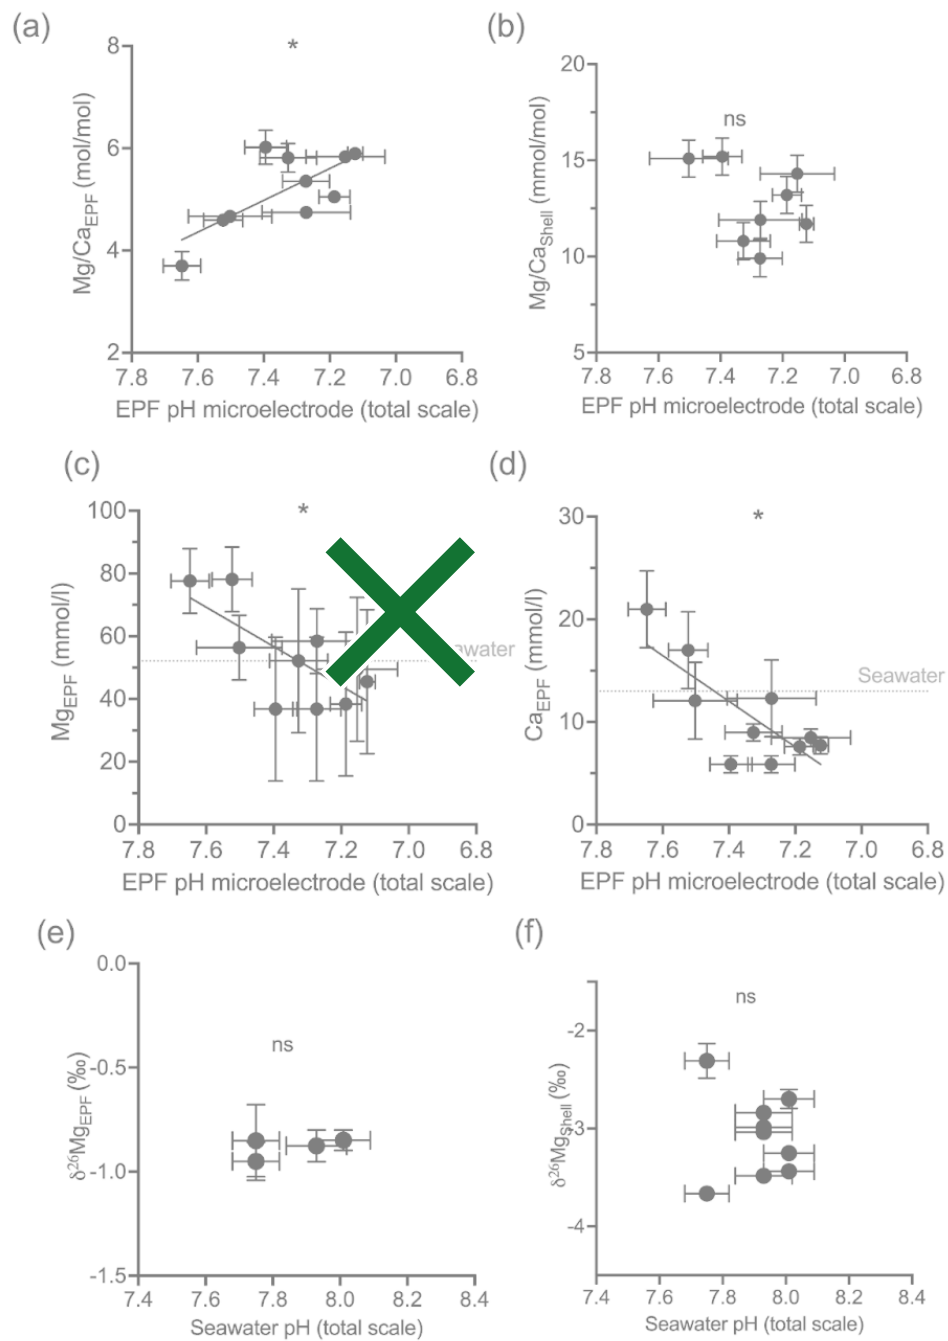 (a)
*
8
6
4
2
Mg/Ca_EPF (mol/mol)
7.8 7.6 7.4 7.2 7.0 6.8
EPF pH microelectrode (total scale)
(b)
ns
20
15
10
5
Mg/Ca_Shell (mmol/mol)
7.8 7.6 7.4 7.2 7.0 6.8
EPF pH microelectrode (total scale)
(c)
*
100
80
60
40
20
0
Mg_EPF (mmol/l)
7.8 7.6 7.4 7.2 7.0 6.8
EPF pH microelectrode (total scale)
(d)
*
30
20
10
0
Ca_EPF (mmol/l)
Seawater
7.8 7.6 7.4 7.2 7.0 6.8
EPF pH microelectrode (total scale)
(e)
ns
0.0
-0.5
-1.0
-1.5
δ²⁶Mg_EPF (‰)
7.4 7.6 7.8 8.0 8.2 8.4
Seawater pH (total scale)
(f)
ns
-2
-3
-4
δ²⁶Mg_Shell (‰)
7.4 7.6 7.8 8.0 8.2 8.4
Seawater pH (total scale)